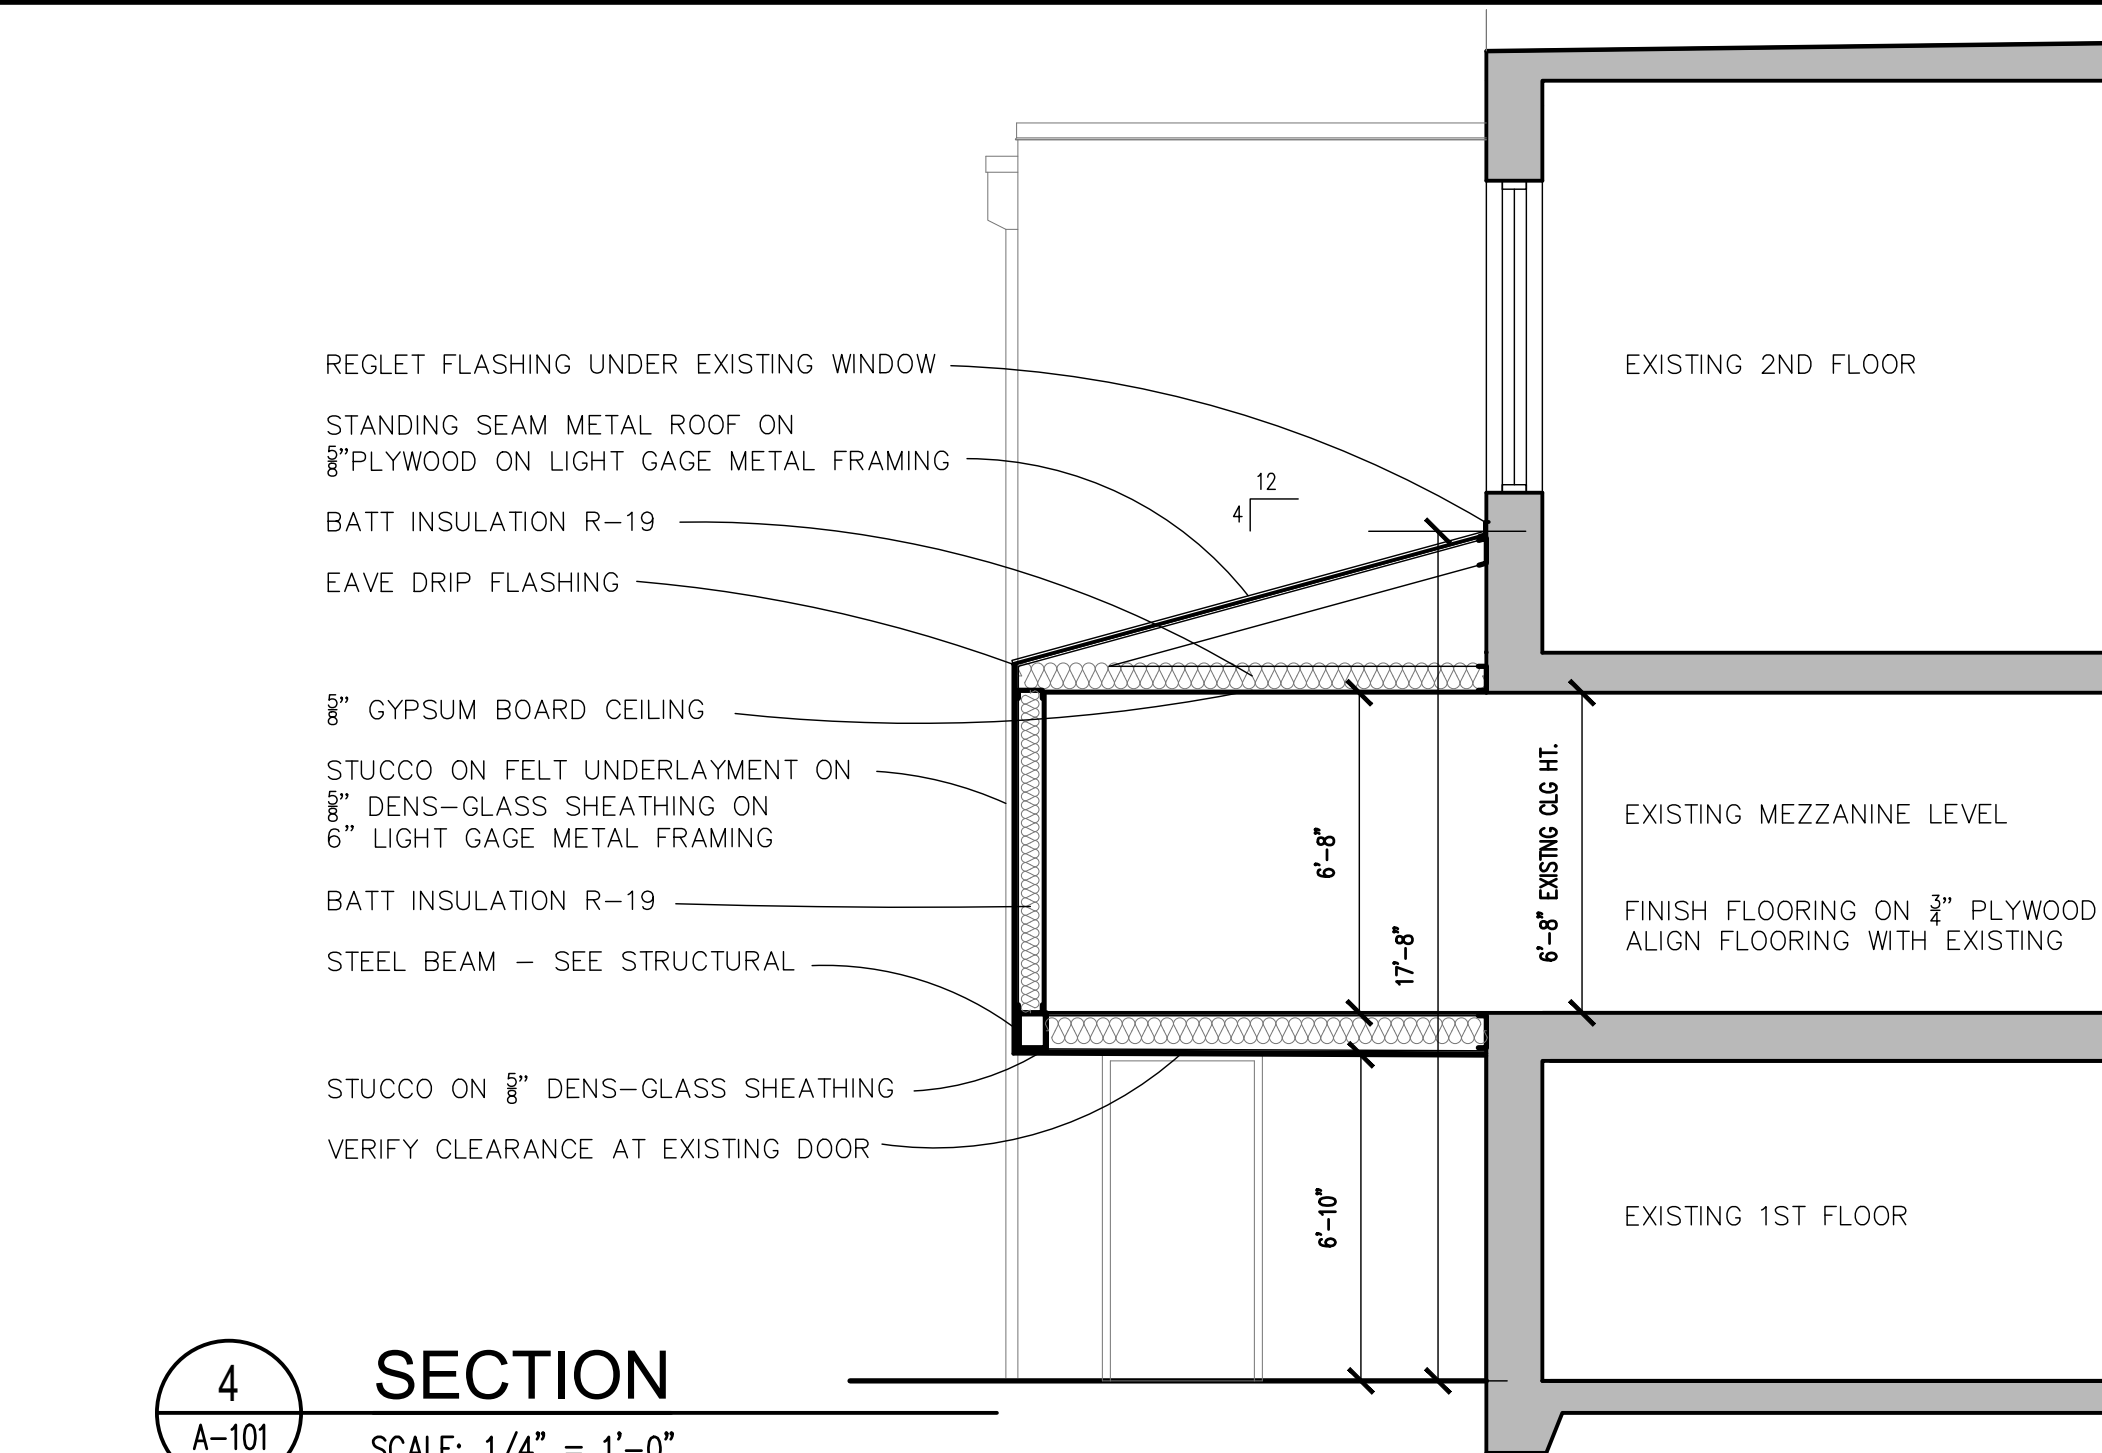 REGLET FLASHING UNDER EXISTING WINDOW
STANDING SEAM METAL ROOF ON
5/8"PLYWOOD ON LIGHT GAGE METAL FRAMING
BATT INSULATION R-19
EAVE DRIP FLASHING
5/8" GYPSUM BOARD CEILING
STUCCO ON FELT UNDERLAYMENT ON
5/8" DENS-GLASS SHEATHING ON
6" LIGHT GAGE METAL FRAMING
BATT INSULATION R-19
STEEL BEAM - SEE STRUCTURAL
STUCCO ON 5/8" DENS-GLASS SHEATHING
VERIFY CLEARANCE AT EXISTING DOOR
12
4
6'-8"
17'-8"
6'-8" EXISTNG CLG HT.
6'-10"
EXISTING 2ND FLOOR
EXISTING MEZZANINE LEVEL
FINISH FLOORING ON 3/4" PLYWOOD
ALIGN FLOORING WITH EXISTING
EXISTING 1ST FLOOR
4
A-101
SECTION
SCALE: 1/4" = 1'-0"